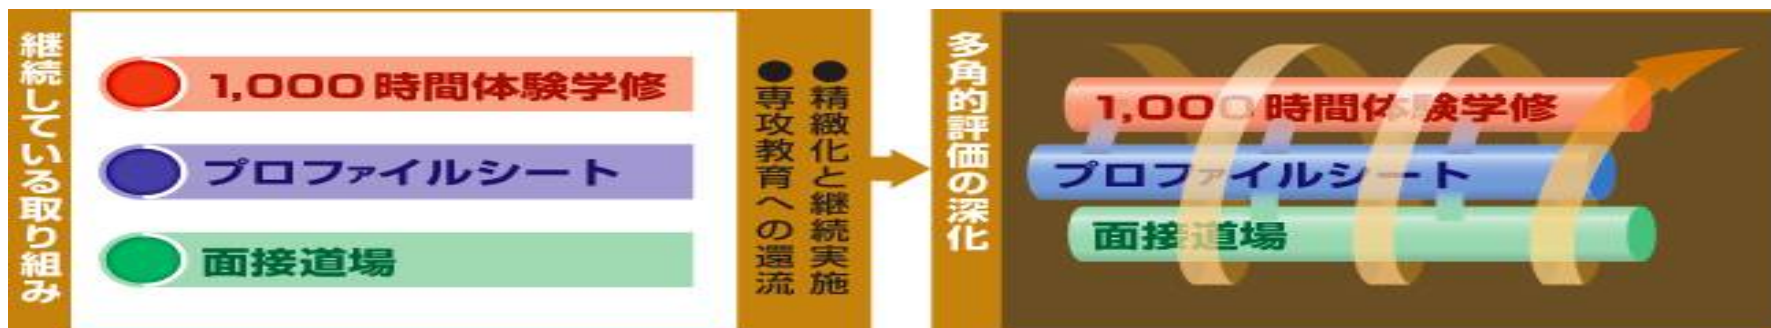 継続している取り組み
1,000時間体験学修
プロファイルシート
面接道場
●精緻化と継続実施
●専攻教育への還流
多角的評価の深化
1,000時間体験学修
プロファイルシート
面接道場